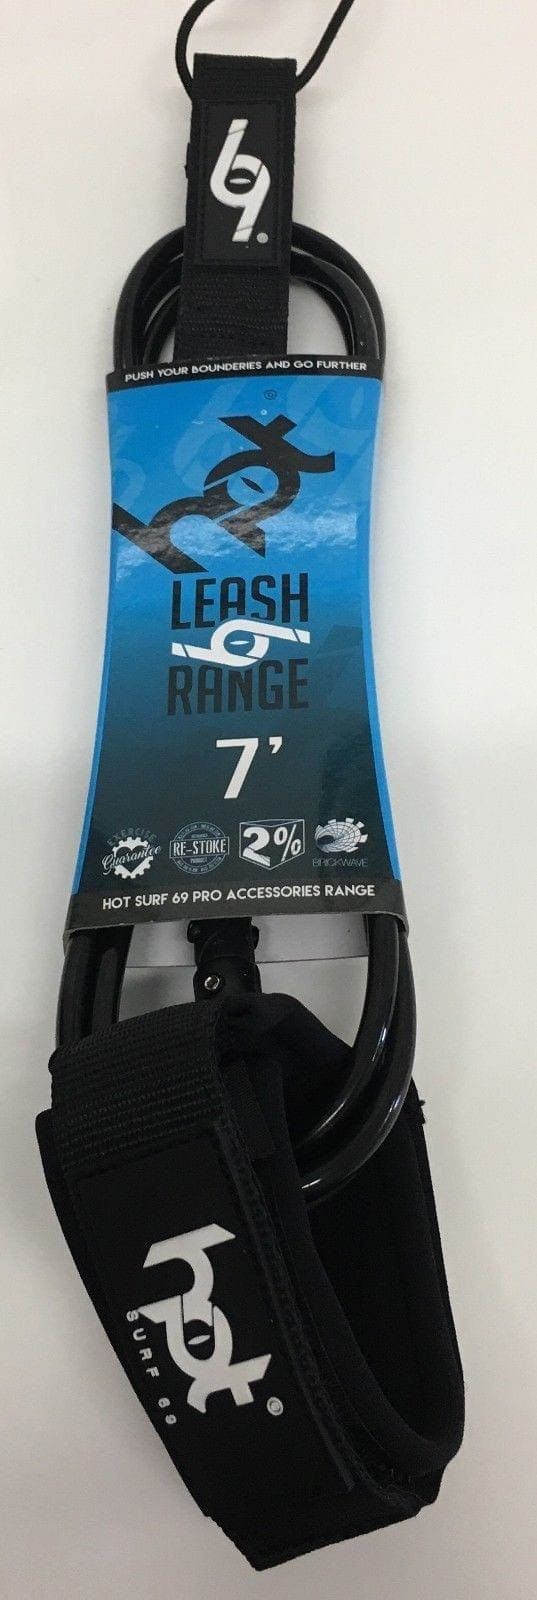 69
PUSH YOUR BOUNDERIES AND GO FURTHER
hot
LEASH
69
RANGE
7'
EXERCISE
Guarantee
RE-STOKE
PRODUCT
2%
BRICKWAVE
HOT SURF 69 PRO ACCESSORIES RANGE
hot
SURF 69